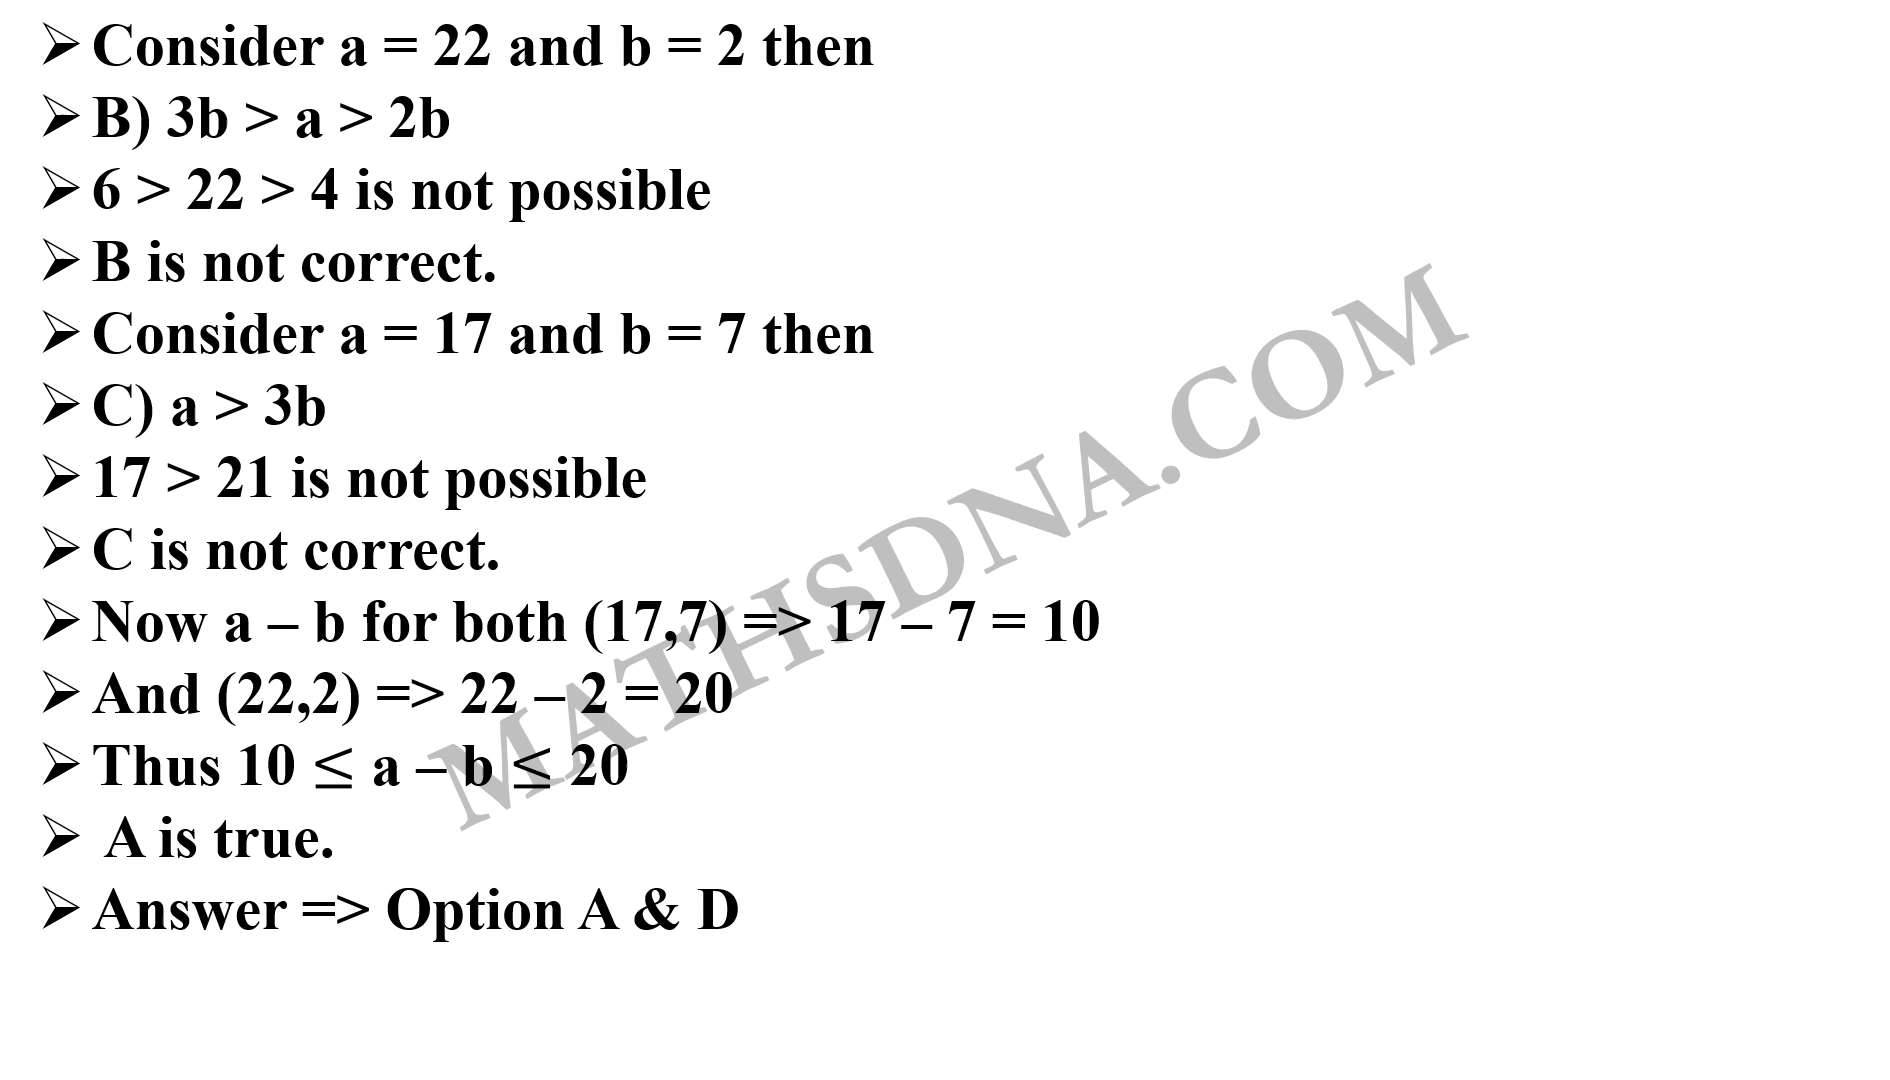 ➢ Consider a = 22 and b = 2 then
➢ B) 3b > a > 2b
➢ 6 > 22 > 4 is not possible
➢ B is not correct.
➢ Consider a = 17 and b = 7 then
➢ C) a > 3b
➢ 17 > 21 is not possible
➢ C is not correct.
➢ Now a – b for both (17,7) => 17 – 7 = 10
➢ And (22,2) => 22 – 2 = 20
➢ Thus 10 ≤ a – b ≤ 20
➢ A is true.
➢ Answer => Option A & D
MATHSDNA.COM